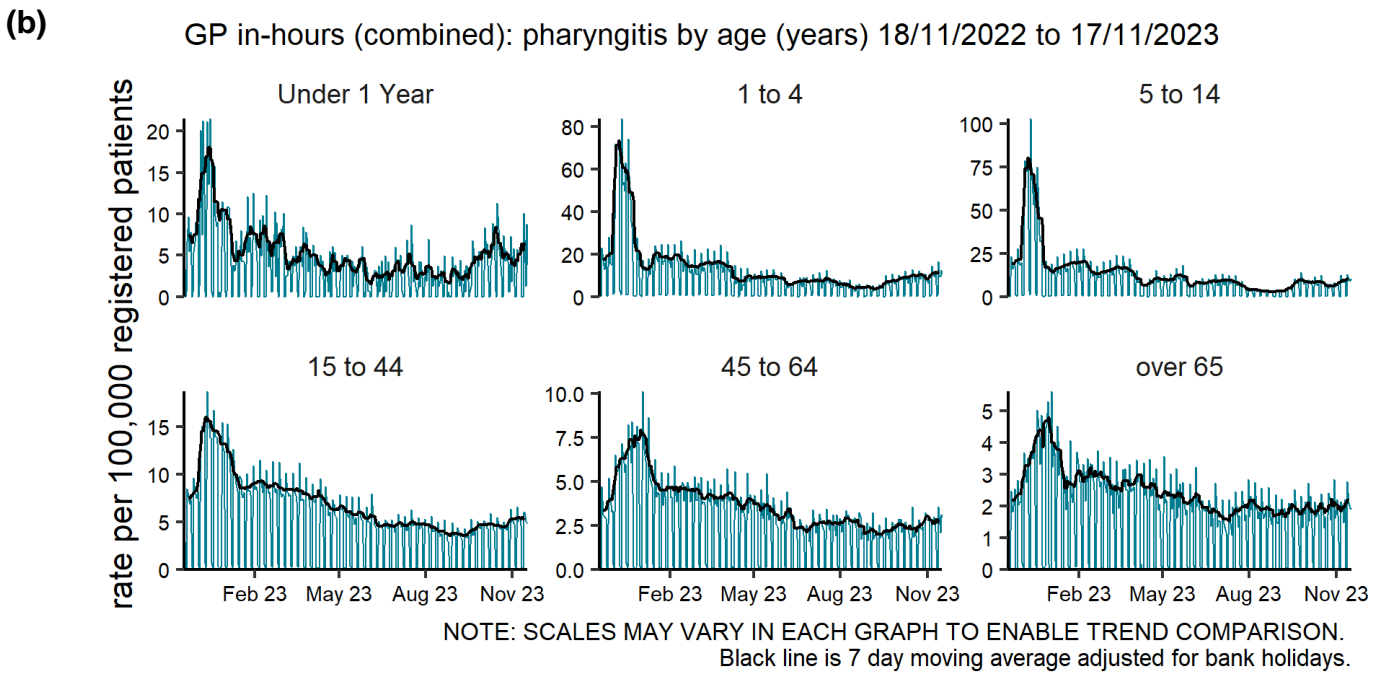 (b)
GP in-hours (combined): pharyngitis by age (years) 18/11/2022 to 17/11/2023
rate per 100,000 registered patients
Under 1 Year
20
15
10
5
0
1 to 4
80
60
40
20
0
5 to 14
100
75
50
25
0
15 to 44
15
10
5
0
Feb 23 May 23 Aug 23 Nov 23
45 to 64
10.0
7.5
5.0
2.5
0.0
Feb 23 May 23 Aug 23 Nov 23
over 65
5
4
3
2
1
0
Feb 23 May 23 Aug 23 Nov 23
NOTE: SCALES MAY VARY IN EACH GRAPH TO ENABLE TREND COMPARISON.
Black line is 7 day moving average adjusted for bank holidays.